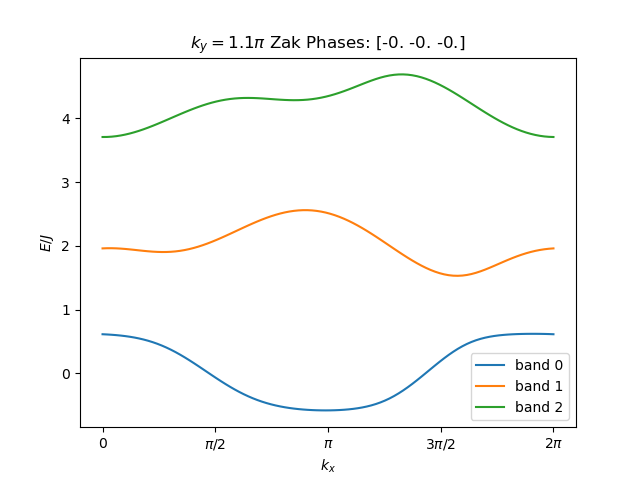 $k_y = 1.1\pi$ Zak Phases: [-0. -0. -0.]
E/J
4
3
2
1
0
band 0
band 1
band 2
0 π/2 π 3π/2 2π
$k_x$